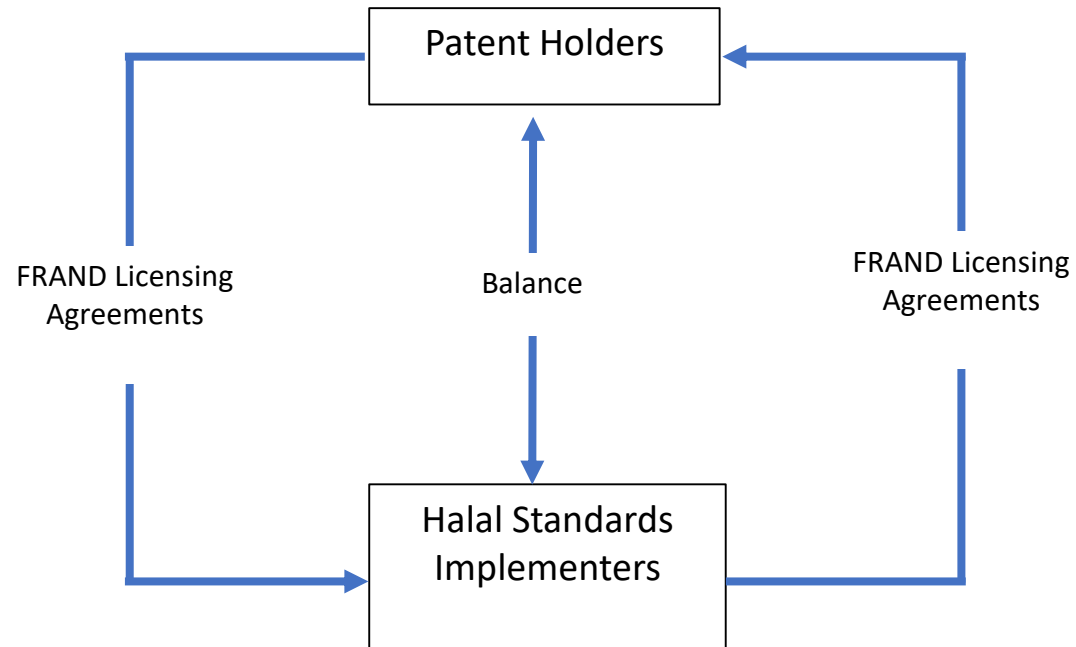 Patent Holders
FRAND Licensing
Agreements
Balance
FRAND Licensing
Agreements
Halal Standards
Implementers